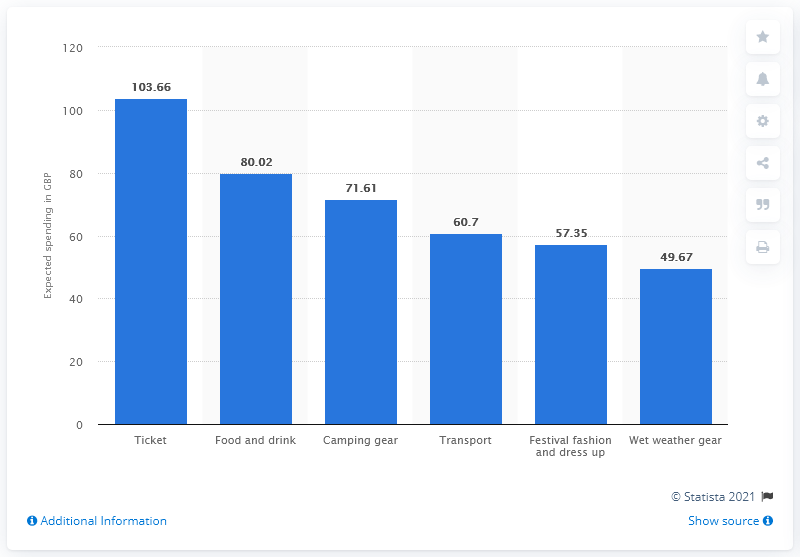 120
100
80
60
40
20
0
Expected spending in GBP
103.66
80.02
71.61
60.7
57.35
49.67
Ticket
Food and drink
Camping gear
Transport
Festival fashion
and dress up
Wet weather gear
© Statista 2021
Additional Information
Show source